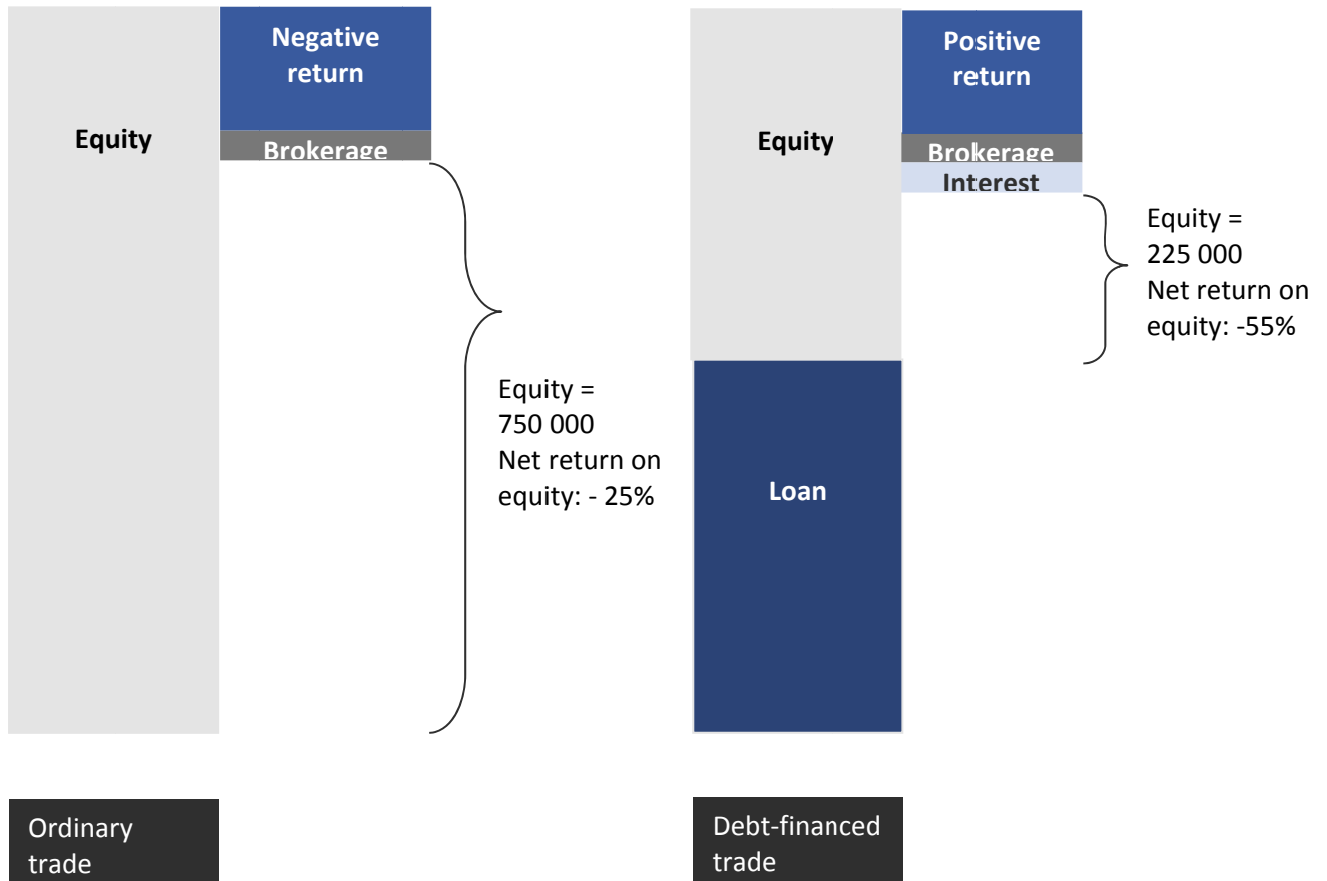 Negative
return
Equity
Brokerage
Equity =
750 000
Net return on
equity: - 25%
Ordinary
trade
Positive
return
Equity
Brokerage
Interest
Equity =
225 000
Net return on
equity: -55%
Loan
Debt-financed
trade